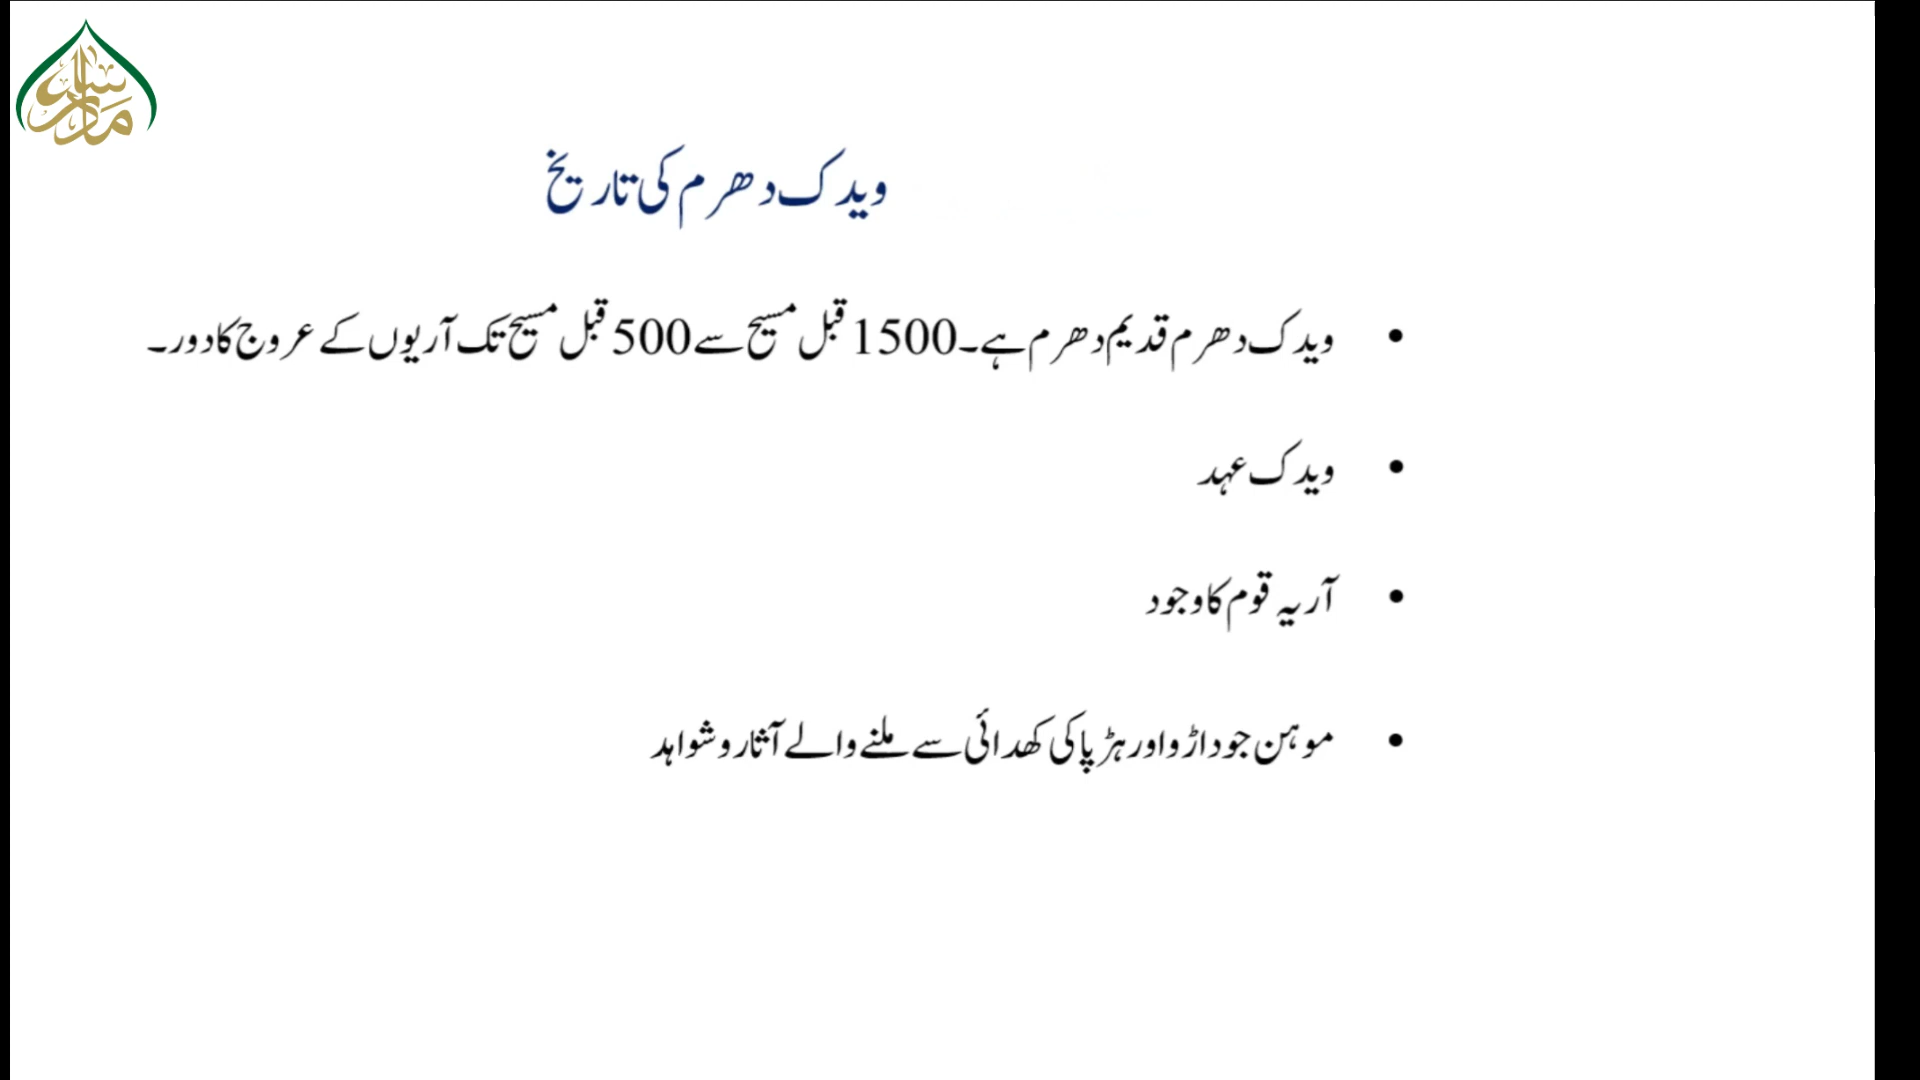 مدرسہ
ویدک دھرم کی تاریخ
• ویدک دھرم قدیم دھرم ہے۔ 1500 قبل مسیح سے 500 قبل مسیح تک آریوں کے عروج کا دور۔
• ویدک عہد
• آریہ قوم کا وجود
• موہن جوداڑو اور ہڑپا کی کھدائی سے ملنے والے آثار و شواہد